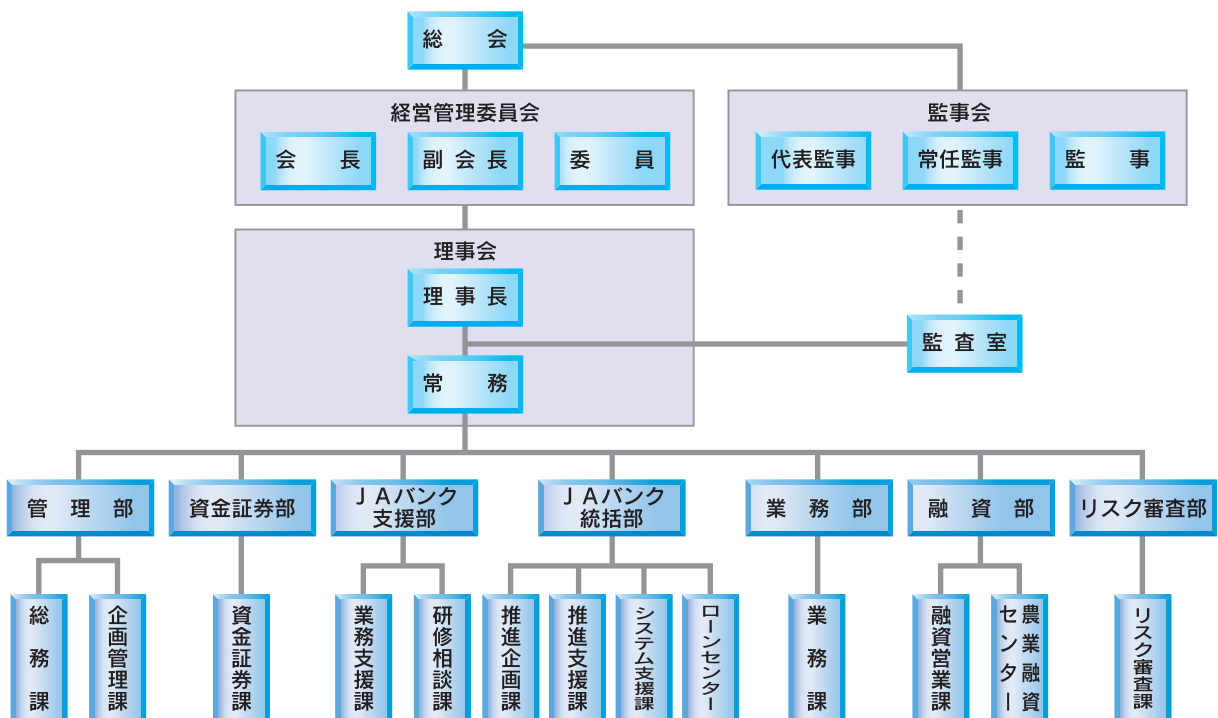 総会
経営管理委員会
会長
副会長
委員
監事会
代表監事
常任監事
監事
理事会
理事長
常務
監査室
管理部
資金証券部
ＪＡバンク
支援部
ＪＡバンク
統括部
業務部
融資部
リスク審査部
総務課
企画管理課
資金証券課
業務支援課
研修相談課
推進企画課
推進支援課
システム支援課
ローンセンター
業務課
融資営業課
農業融資
センター
リスク審査課